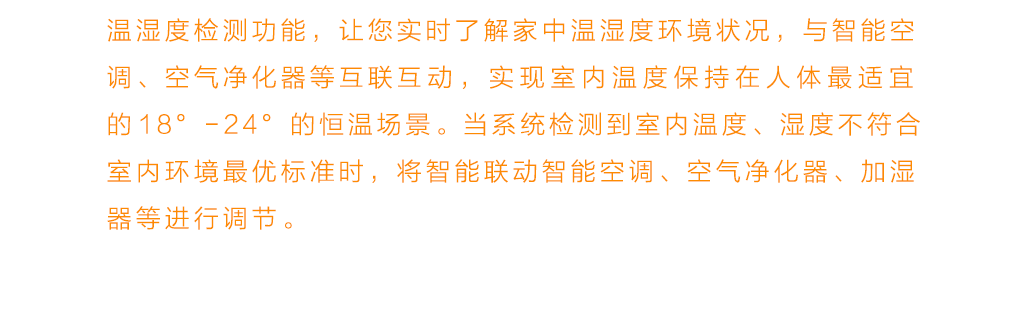 温湿度检测功能，让您实时了解家中温湿度环境状况，与智能空
调、空气净化器等互联互动，实现室内温度保持在人体最适宜
的18°-24°的恒温场景。当系统检测到室内温度、湿度不符合
室内环境最优标准时，将智能联动智能空调、空气净化器、加湿
器等进行调节。